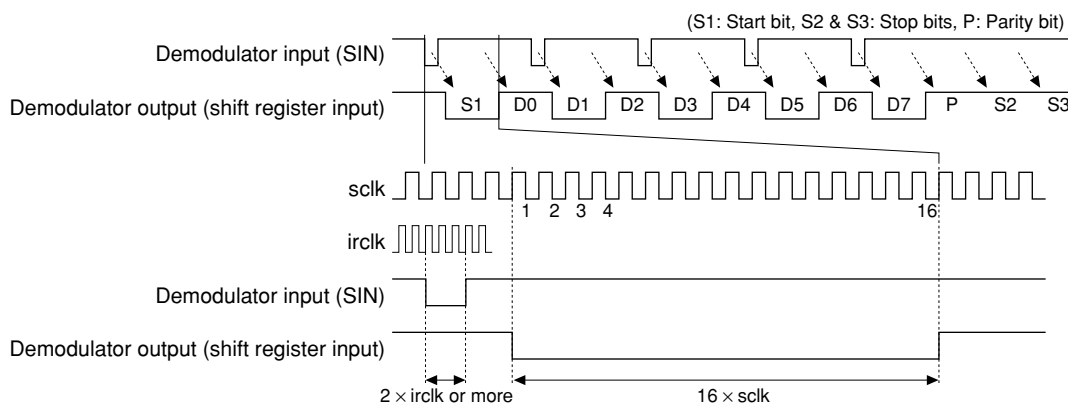 (S1: Start bit, S2 & S3: Stop bits, P: Parity bit)
Demodulator input (SIN)
Demodulator output (shift register input) S1 D0 D1 D2 D3 D4 D5 D6 D7 P S2 S3
sclk
1 2 3 4 16
irclk
Demodulator input (SIN)
Demodulator output (shift register input)
2 × irclk or more 16 × sclk